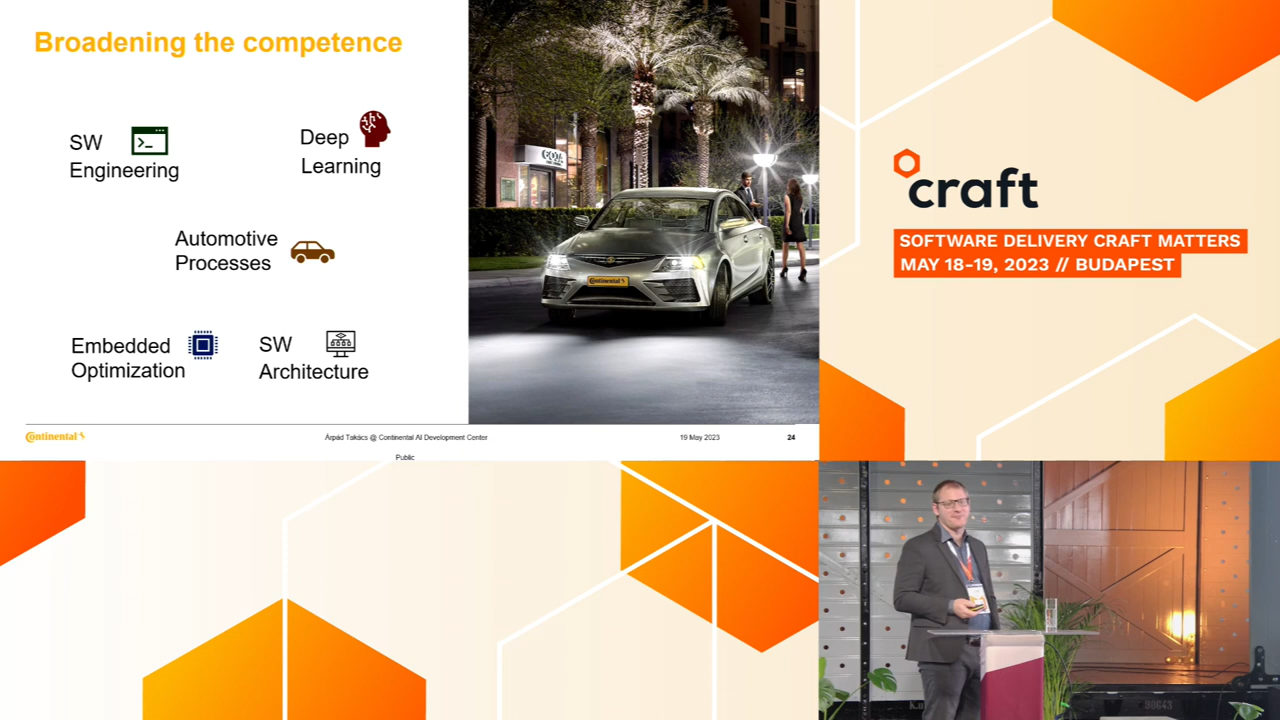 Broadening the competence
SW
Engineering
Deep
Learning
Automotive
Processes
Embedded
Optimization
SW
Architecture
Continental
Continental
Árpád Takács @ Continental AI Development Center
19 May 2023
24
Public
craft
SOFTWARE DELIVERY CRAFT MATTERS
MAY 18-19, 2023 // BUDAPEST